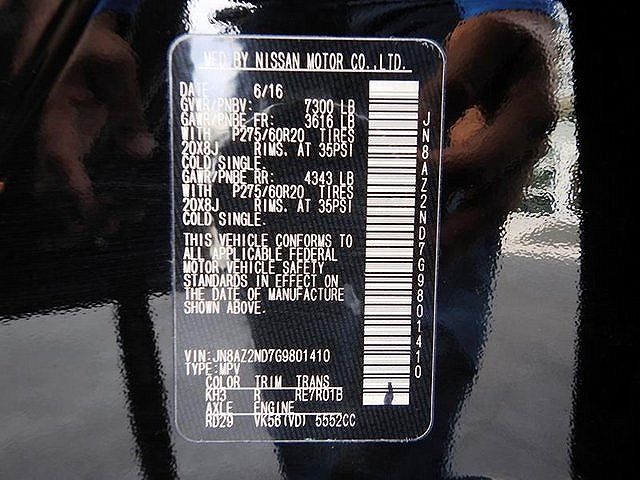 MFD BY NISSAN MOTOR CO.,LTD.
DATE: 6/16
GVWR/PNBV: 7300 LB
GAWR/PNBE FR: 3616 LB
WITH P275/60R20 TIRES
20X8J RIMS. AT 35PSI
COLD SINGLE.
GAWR/PNBE RR: 4343 LB
WITH P275/60R20 TIRES
20X8J RIMS. AT 35PSI
COLD SINGLE.
THIS VEHICLE CONFORMS TO
ALL APPLICABLE FEDERAL
MOTOR VEHICLE SAFETY
STANDARDS IN EFFECT ON
THE DATE OF MANUFACTURE
SHOWN ABOVE.
VIN:JN8AZ2ND7G9801410
TYPE:MPV
COLOR TRIM TRANS
KH3 R RE7R01B
AXLE ENGINE
RD29 VK56(VD) 5552CC
JN8AZ2ND7G9801410